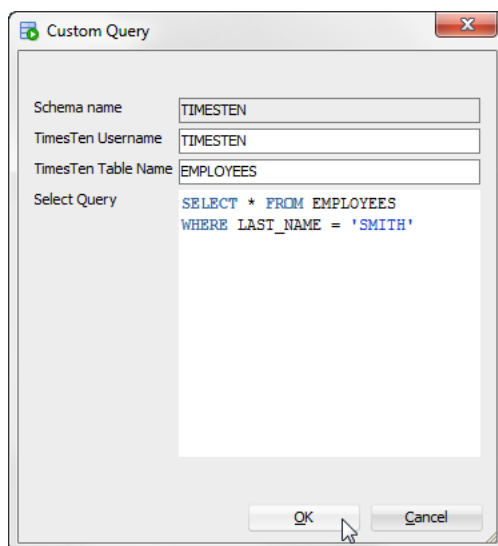 Custom Query
Schema name TIMESTEN
TimesTen Username TIMESTEN
TimesTen Table Name EMPLOYEES
Select Query SELECT * FROM EMPLOYEES
WHERE LAST_NAME = 'SMITH'
OK Cancel